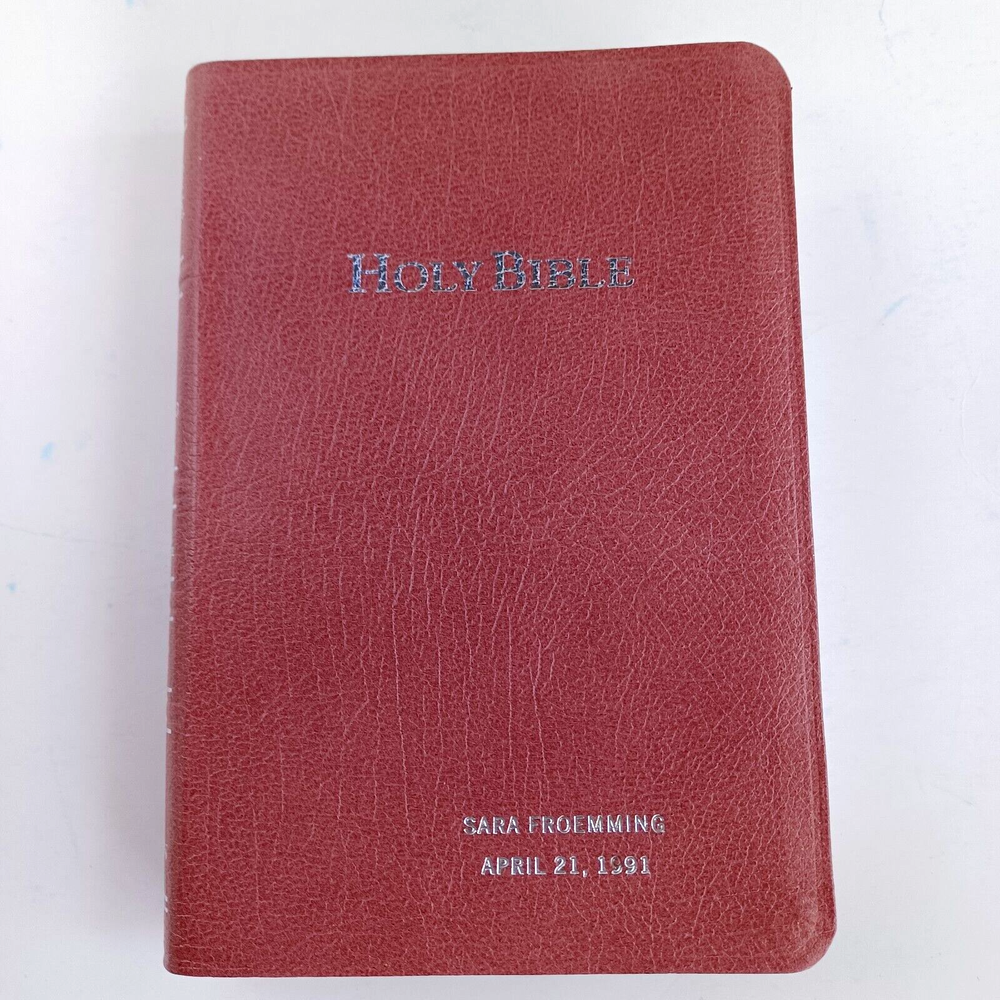 HOLY BIBLE
SARA FROEMMING
APRIL 21, 1991